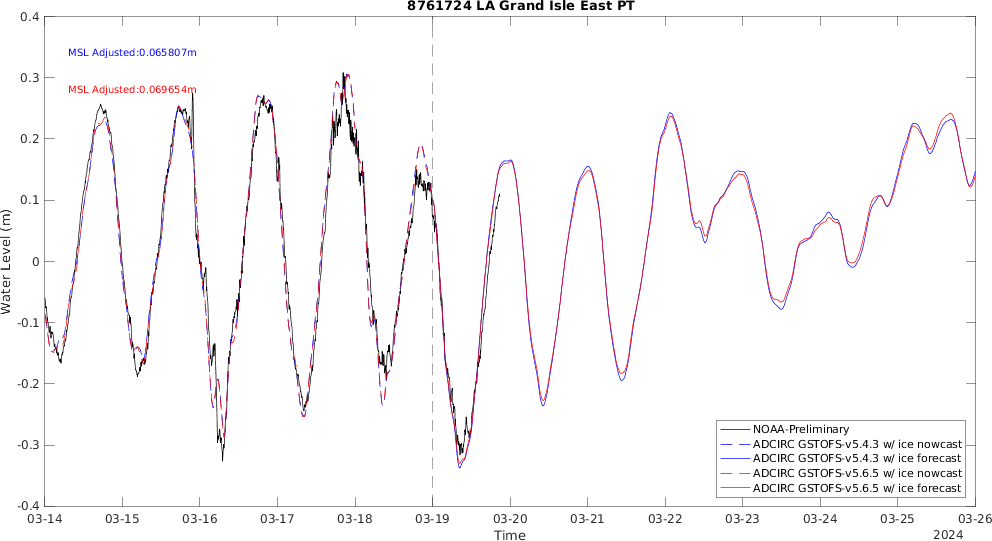 8761724 LA Grand Isle East PT
0.4
0.3
0.2
0.1
0
-0.1
-0.2
-0.3
-0.4
Water Level (m)
MSL Adjusted:0.065807m
MSL Adjusted:0.069654m
NOAA-Preliminary
ADCIRC GSTOFS-v5.4.3 w/ ice nowcast
ADCIRC GSTOFS-v5.4.3 w/ ice forecast
ADCIRC GSTOFS-v5.6.5 w/ ice nowcast
ADCIRC GSTOFS-v5.6.5 w/ ice forecast
03-14 03-15 03-16 03-17 03-18 03-19 03-20 03-21 03-22 03-23 03-24 03-25 03-26
Time
2024